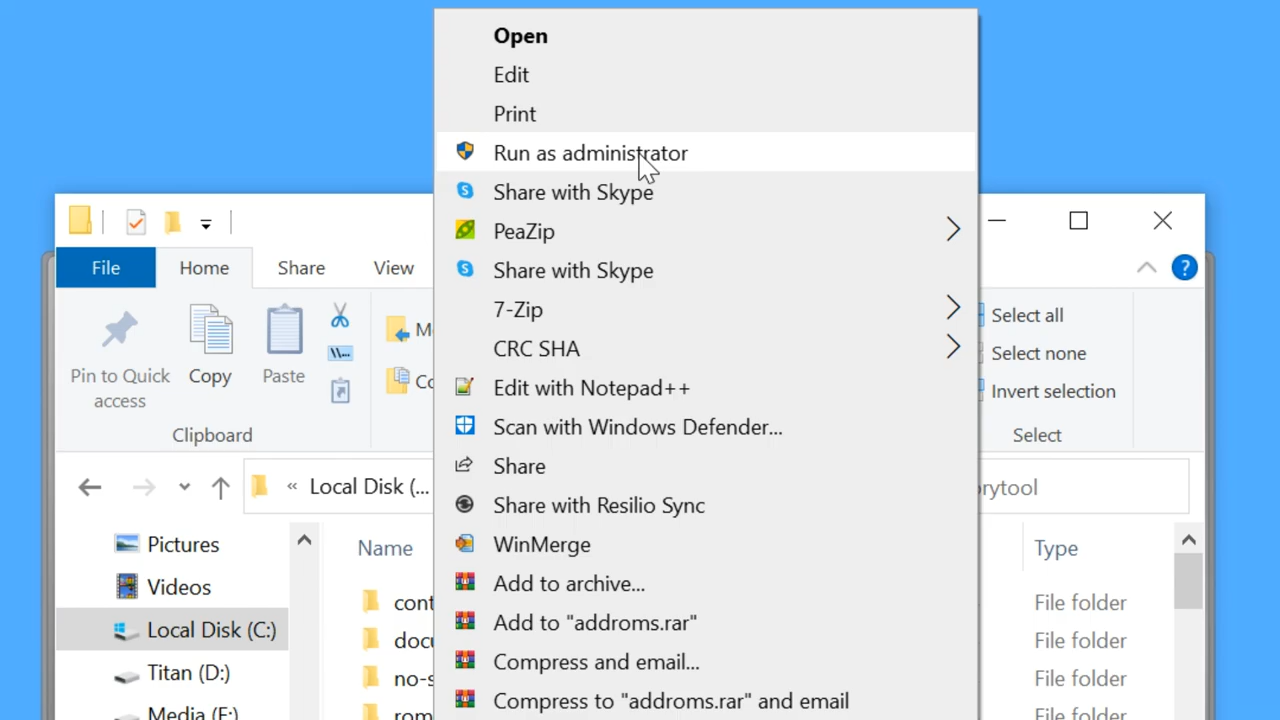 Open
Edit
Print
Run as administrator
Share with Skype
PeaZip
Share with Skype
7-Zip
CRC SHA
Edit with Notepad++
Scan with Windows Defender...
Share
Share with Resilio Sync
WinMerge
Add to archive...
Add to "addroms.rar"
Compress and email...
Compress to "addroms.rar" and email
File
Home
Share
View
?
Pin to Quick
access
Copy
Paste
\\...
Clipboard
Select all
Select none
Invert selection
Select
« Local Disk (...
Pictures
Videos
Local Disk (C:)
Titan (D:)
Media (F:)
Name
Type
File folder
File folder
File folder
File folder